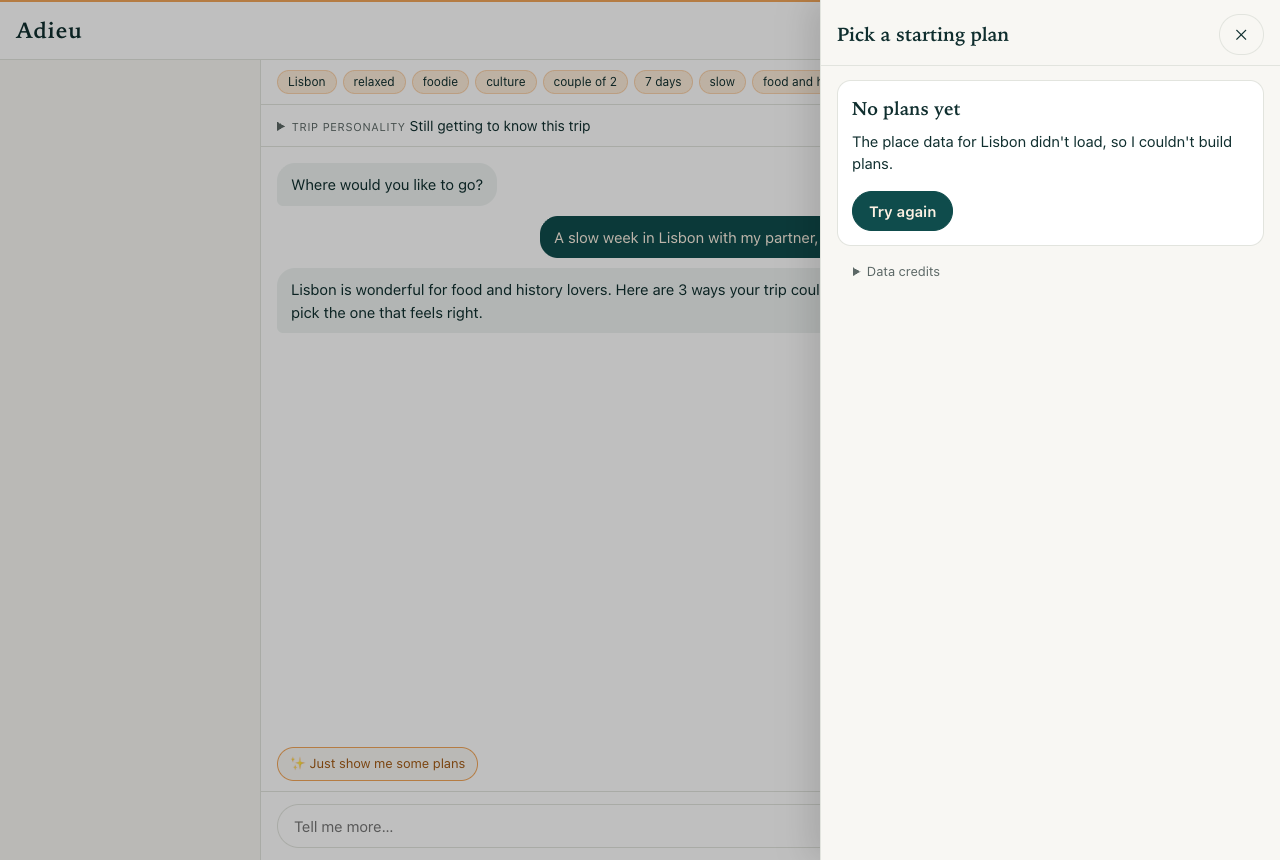 Adieu
Lisbon
relaxed
foodie
culture
couple of 2
7 days
slow
food and
TRIP PERSONALITY Still getting to know this trip
Where would you like to go?
A slow week in Lisbon with my partner,
Lisbon is wonderful for food and history lovers. Here are 3 ways your trip
pick the one that feels right.
✨ Just show me some plans
Tell me more...
Pick a starting plan
No plans yet
The place data for Lisbon didn't load, so I couldn't build
plans.
Try again
Data credits